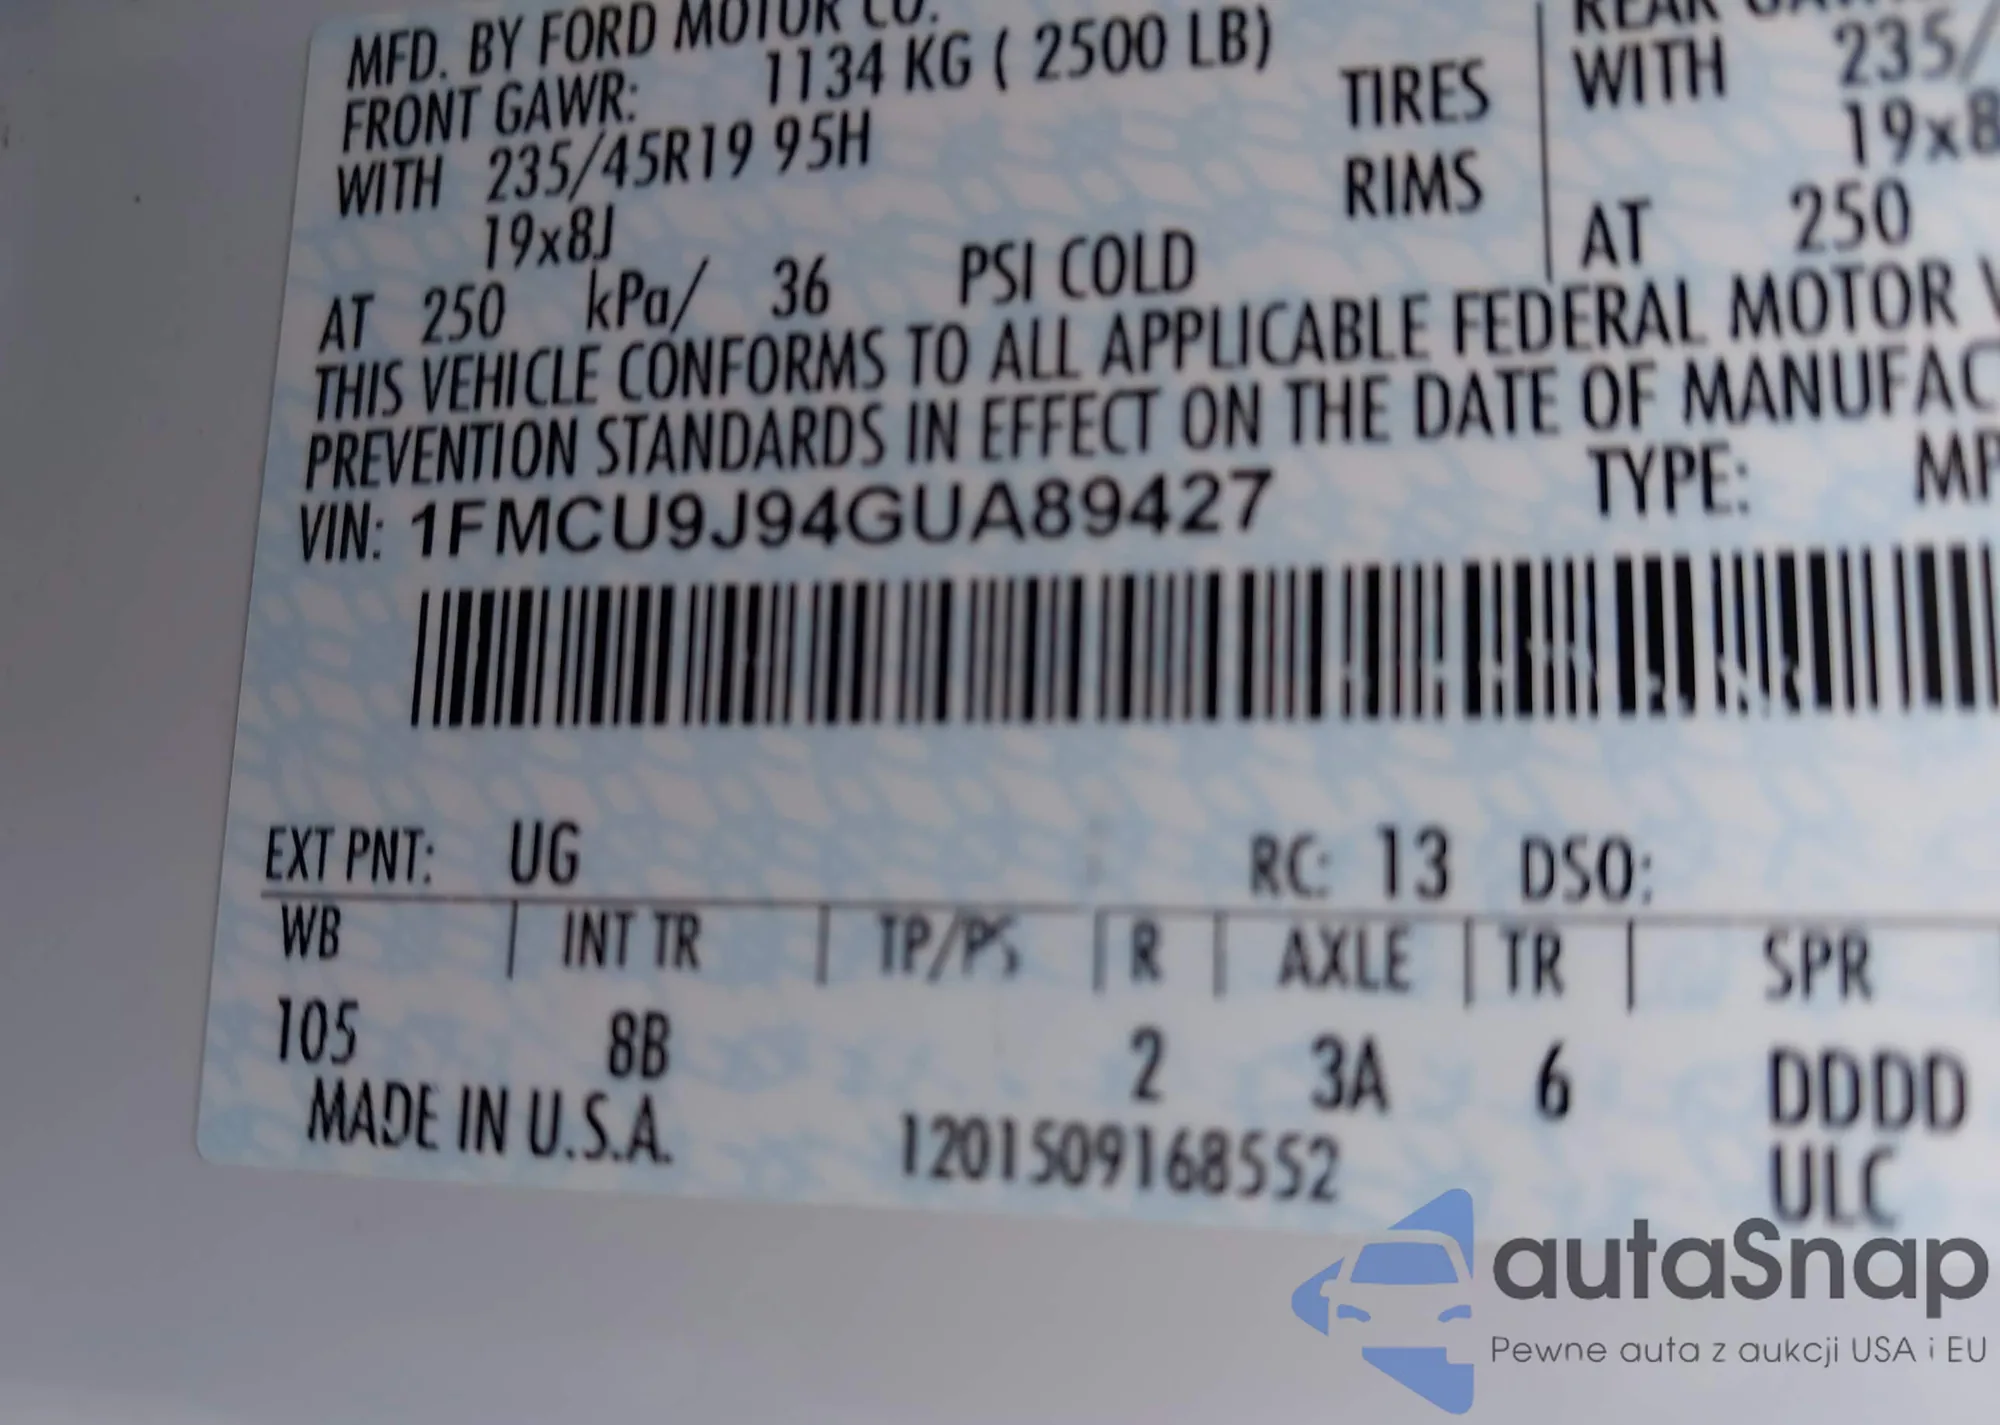 MFD. BY FORD MOTOR CO.
FRONT GAWR: 1134 KG ( 2500 LB)
WITH 235/45R19 95H TIRES
19x8J RIMS
AT 250 kPa/ 36 PSI COLD
WITH 235/
19x8
AT 250
THIS VEHICLE CONFORMS TO ALL APPLICABLE FEDERAL MOTOR V
PREVENTION STANDARDS IN EFFECT ON THE DATE OF MANUFAC
VIN: 1FMCU9J94GUA89427 TYPE: MP
EXT PNT: UG RC: 13 DSO:
WB | INT TR | TP/PS | R | AXLE | TR | SPR
105 8B 2 3A 6 DDDD
MADE IN U.S.A. 1201509168552 ULC
autaSnap
Pewne auta z aukcji USA i EU